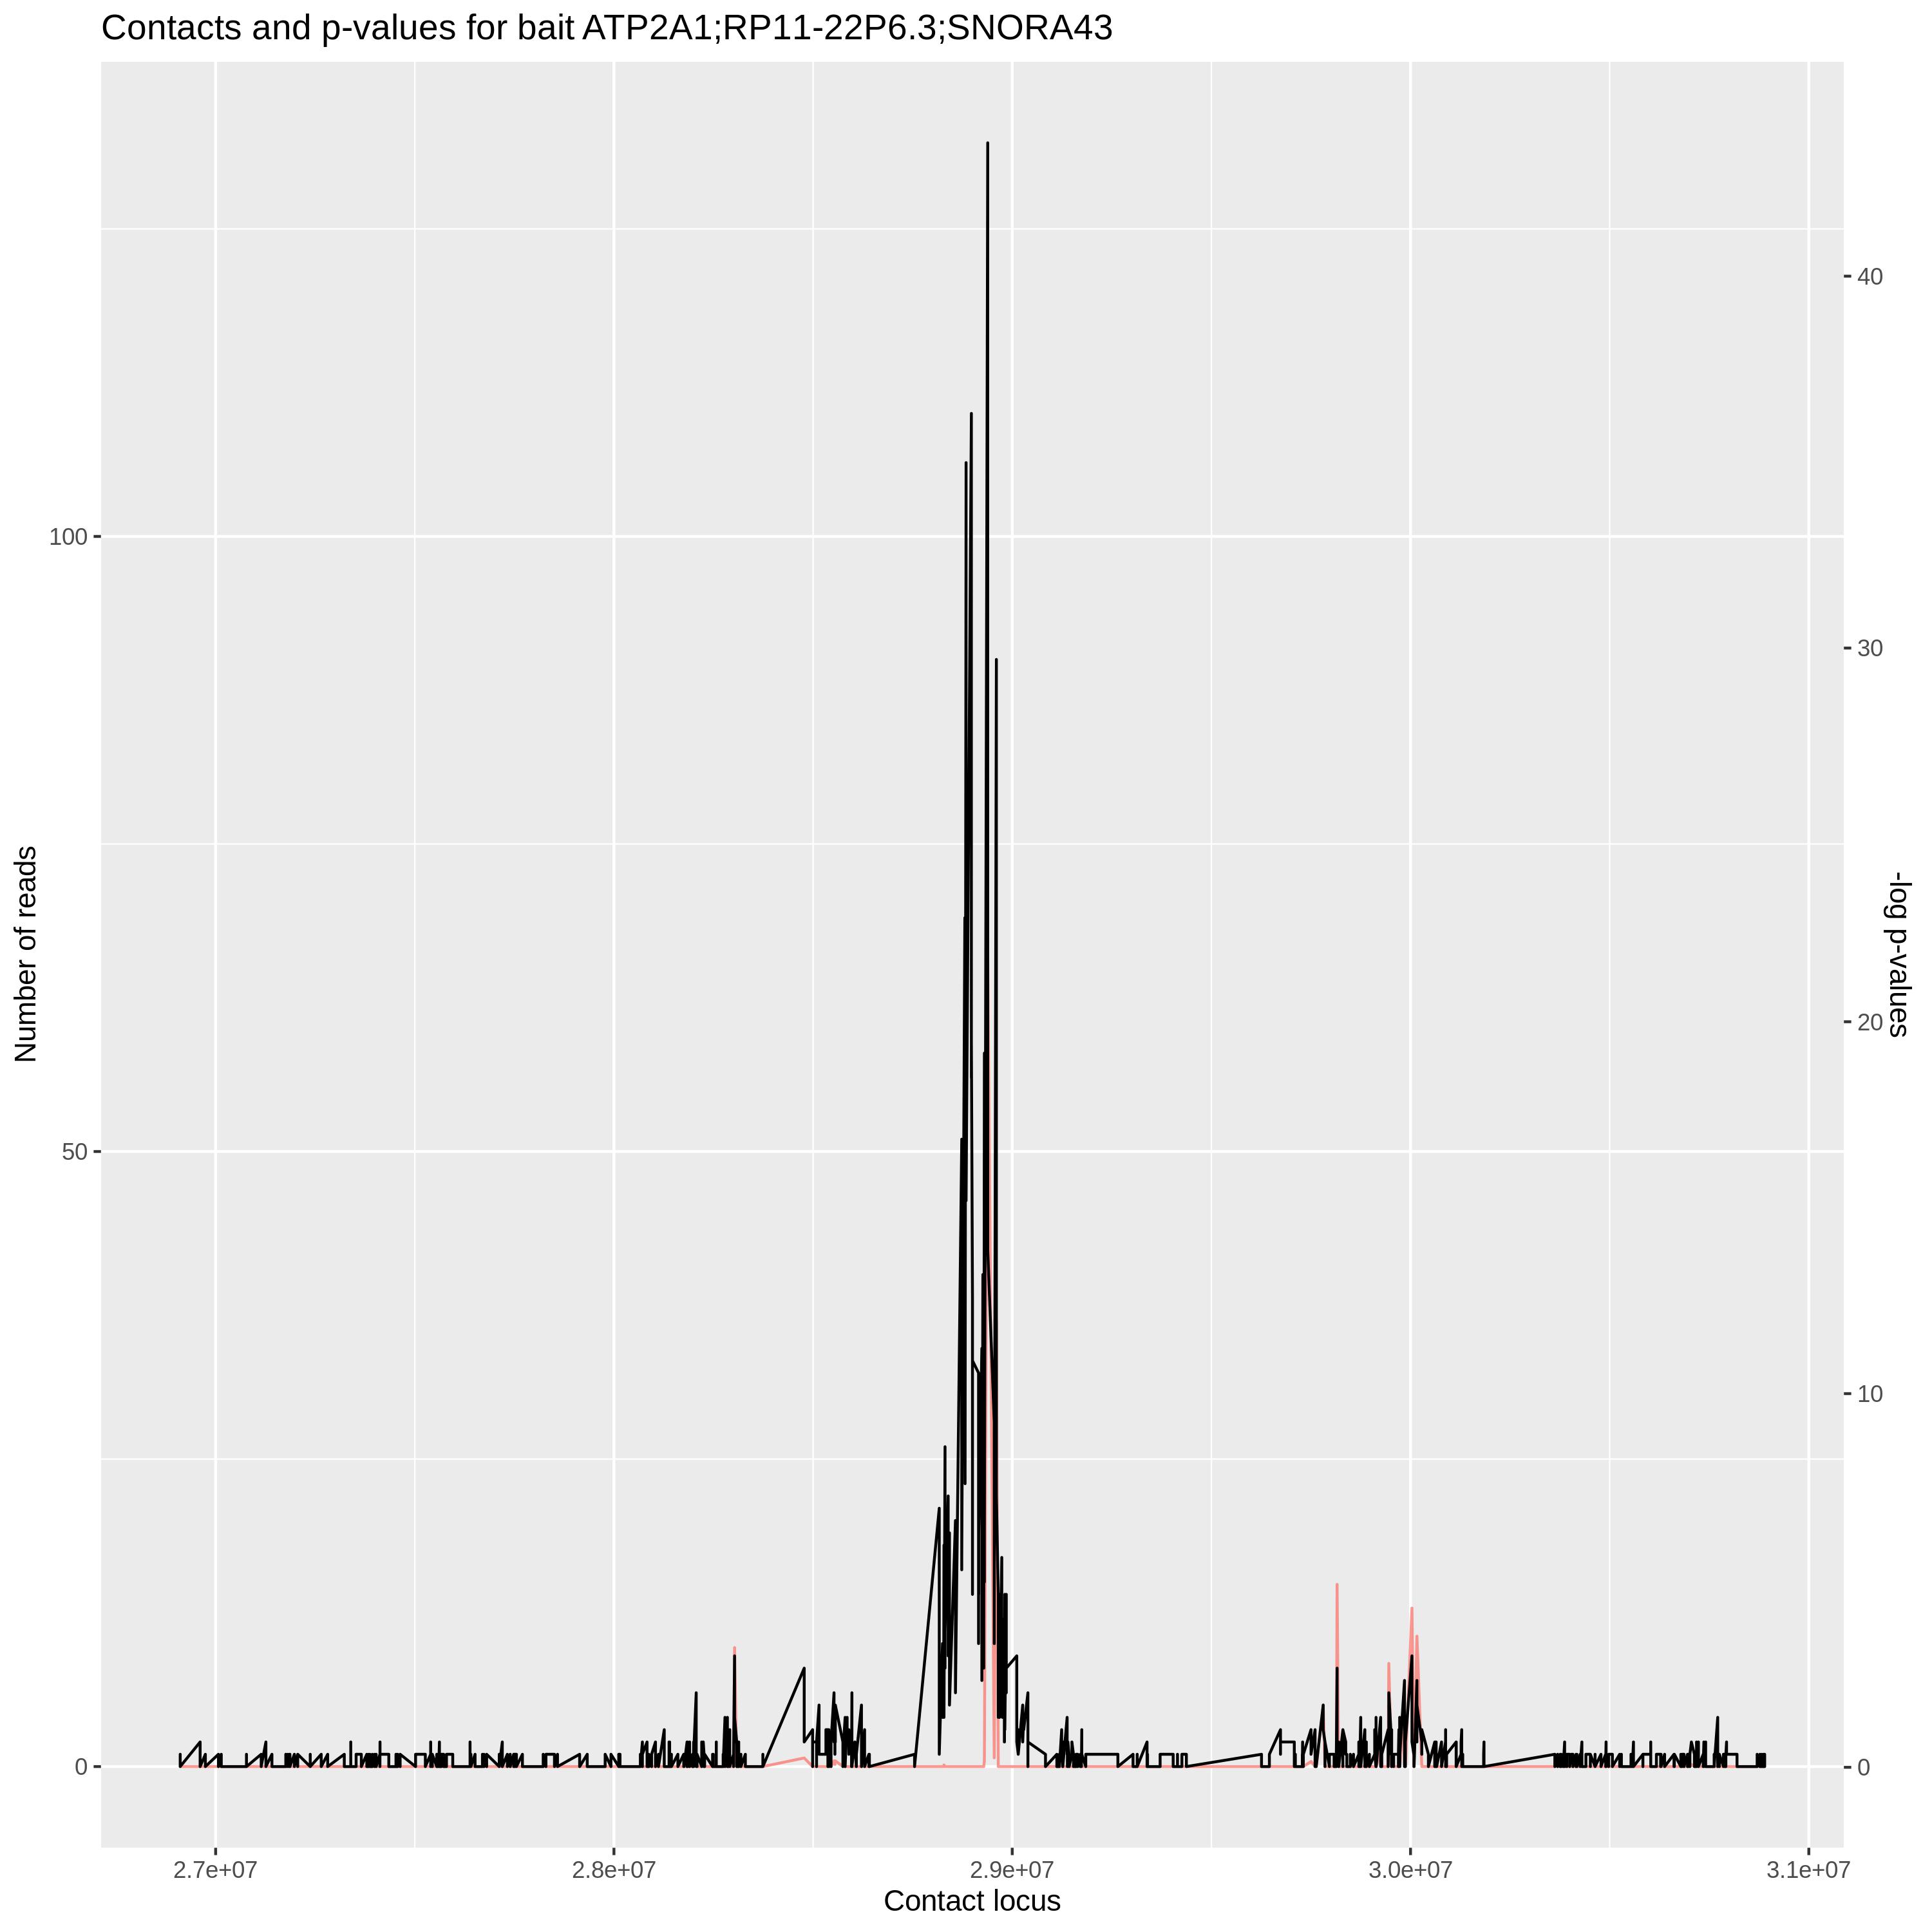 Contacts and p-values for bait ATP2A1;RP11-22P6.3;SNORA43
Number of reads
100
50
0
40
30
20
10
0
-log p-values
2.7e+07 2.8e+07 2.9e+07 3.0e+07 3.1e+07
Contact locus